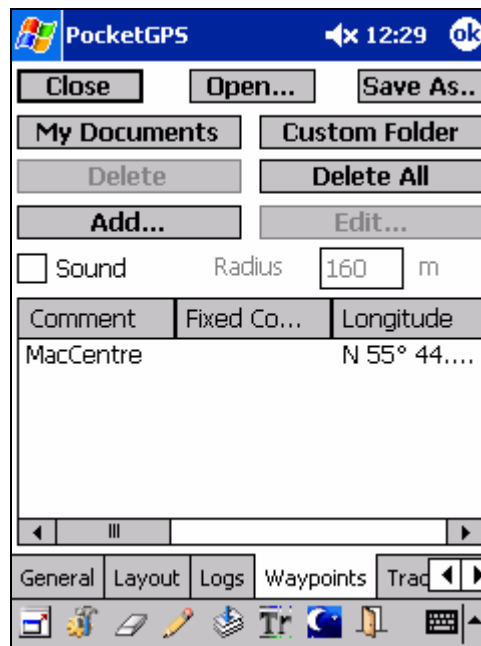 PocketGPS 12:29 ok
Close Open... Save As..
My Documents Custom Folder
Delete Delete All
Add... Edit...
Sound Radius 160 m
Comment Fixed Co... Longitude
MacCentre N 55° 44....
General Layout Logs Waypoints Trac
Tr